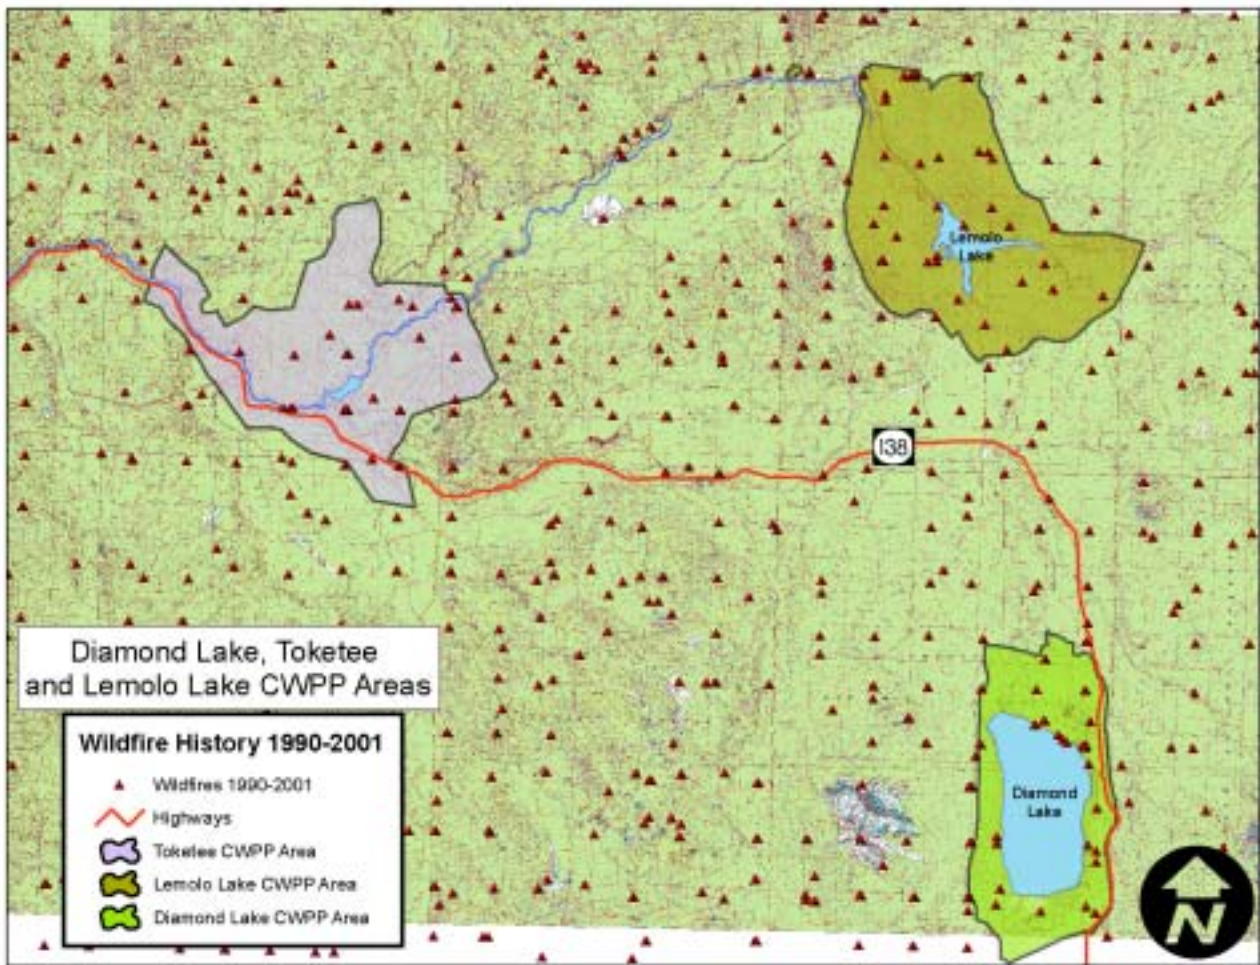 Lemolo
Lake
138
Diamond Lake, Toketee
and Lemolo Lake CWPP Areas
Wildfire History 1990-2001
Wildfires 1990-2001
Highways
Toketee CWPP Area
Lemolo Lake CWPP Area
Diamond Lake CWPP Area
Diamond
Lake
N